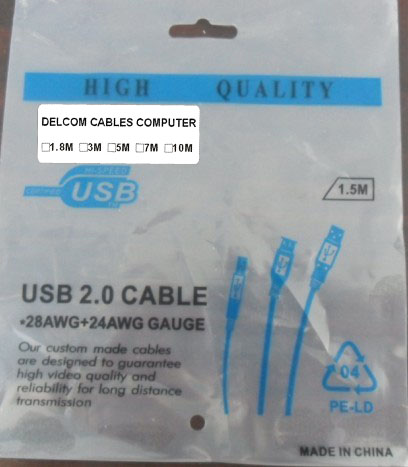 HIGH QUALITY
DELCOM CABLES COMPUTER
□1.8M □3M □5M □7M □10M
HI-SPEED
CERTIFIED
USB
1.5M
USB 2.0 CABLE
•28AWG+24AWG GAUGE
Our custom made cables
are designed to guarantee
high video quality and
reliability for long distance
transmission
04
PE-LD
MADE IN CHINA